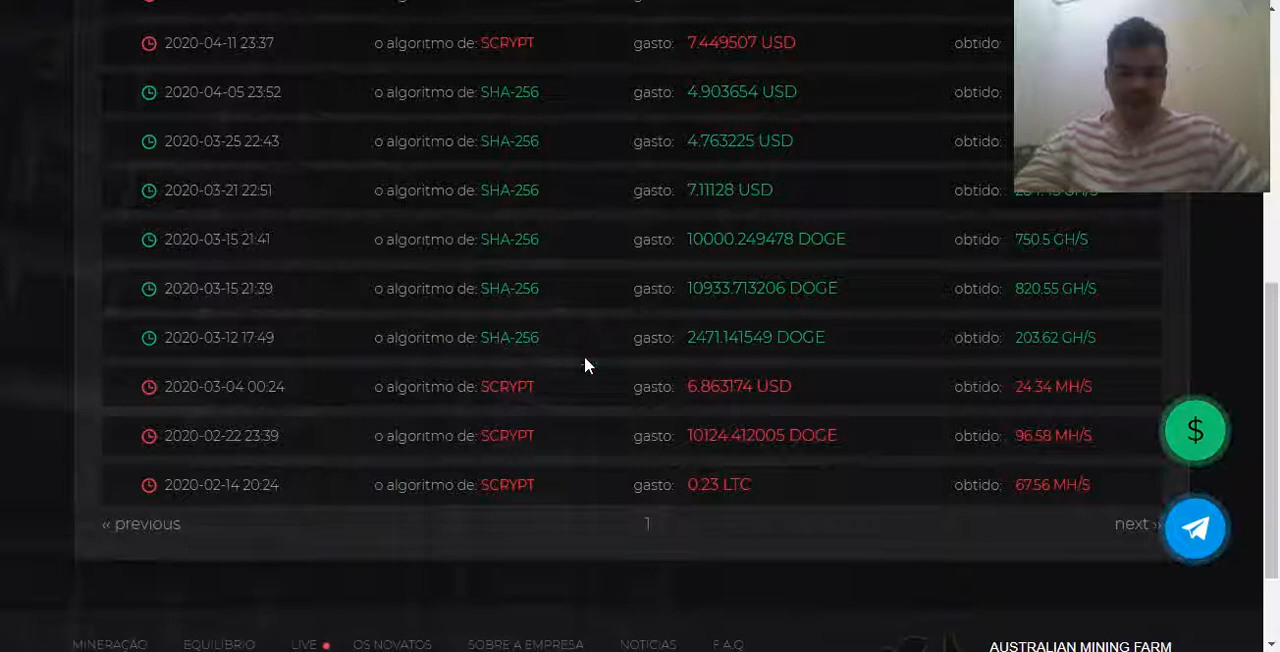 2020-04-11 23:37 o algoritmo de: SCRYPT gasto: 7.449507 USD obtido:
2020-04-05 23:52 o algoritmo de: SHA-256 gasto: 4.903654 USD obtido:
2020-03-25 22:43 o algoritmo de: SHA-256 gasto: 4.763225 USD obtido:
2020-03-21 22:51 o algoritmo de: SHA-256 gasto: 7.11128 USD obtido:
2020-03-15 21:41 o algoritmo de: SHA-256 gasto: 10000.249478 DOGE obtido: 750.5 GH/S
2020-03-15 21:39 o algoritmo de: SHA-256 gasto: 10933.713206 DOGE obtido: 820.55 GH/S
2020-03-12 17:49 o algoritmo de: SHA-256 gasto: 2471.141549 DOGE obtido: 203.62 GH/S
2020-03-04 00:24 o algoritmo de: SCRYPT gasto: 6.863174 USD obtido: 24.34 MH/S
2020-02-22 23:39 o algoritmo de: SCRYPT gasto: 10124.412005 DOGE obtido: 96.58 MH/S
2020-02-14 20:24 o algoritmo de: SCRYPT gasto: 0.23 LTC obtido: 67.56 MH/S
« previous 1 next »
$
MINERAÇÃO EQUILÍBRIO LIVE OS NOVATOS SOBRE A EMPRESA NOTICIAS F.A.Q AUSTRALIAN MINING FARM